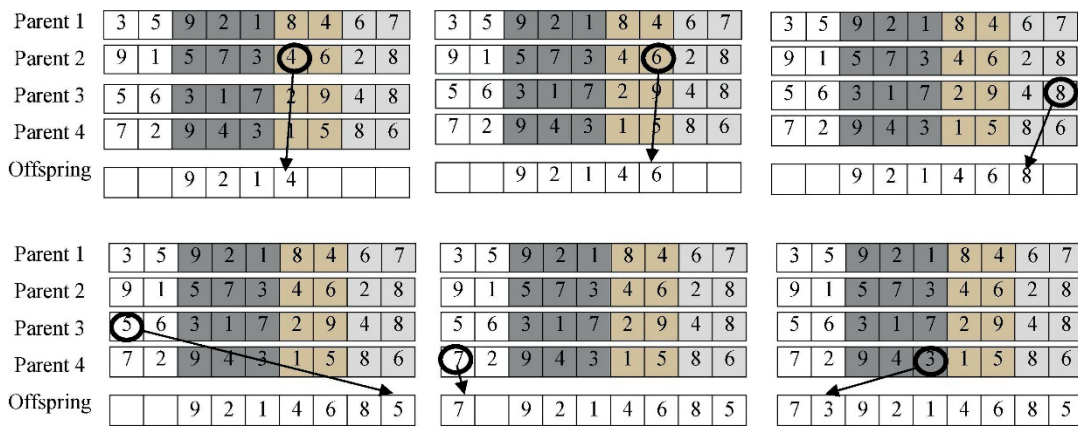 Parent 1 3 5 9 2 1 8 4 6 7 3 5 9 2 1 8 4 6 7 3 5 9 2 1 8 4 6 7
Parent 2 9 1 5 7 3 4 6 2 8 9 1 5 7 3 4 6 2 8 9 1 5 7 3 4 6 2 8
Parent 3 5 6 3 1 7 2 9 4 8 5 6 3 1 7 2 9 4 8 5 6 3 1 7 2 9 4 8
Parent 4 7 2 9 4 3 1 5 8 6 7 2 9 4 3 1 5 8 6 7 2 9 4 3 1 5 8 6
Offspring 9 2 1 4 9 2 1 4 6 9 2 1 4 6 8
Parent 1 3 5 9 2 1 8 4 6 7 3 5 9 2 1 8 4 6 7 3 5 9 2 1 8 4 6 7
Parent 2 9 1 5 7 3 4 6 2 8 9 1 5 7 3 4 6 2 8 9 1 5 7 3 4 6 2 8
Parent 3 5 6 3 1 7 2 9 4 8 5 6 3 1 7 2 9 4 8 5 6 3 1 7 2 9 4 8
Parent 4 7 2 9 4 3 1 5 8 6 7 2 9 4 3 1 5 8 6 7 2 9 4 3 1 5 8 6
Offspring 9 2 1 4 6 8 5 7 9 2 1 4 6 8 5 7 3 9 2 1 4 6 8 5